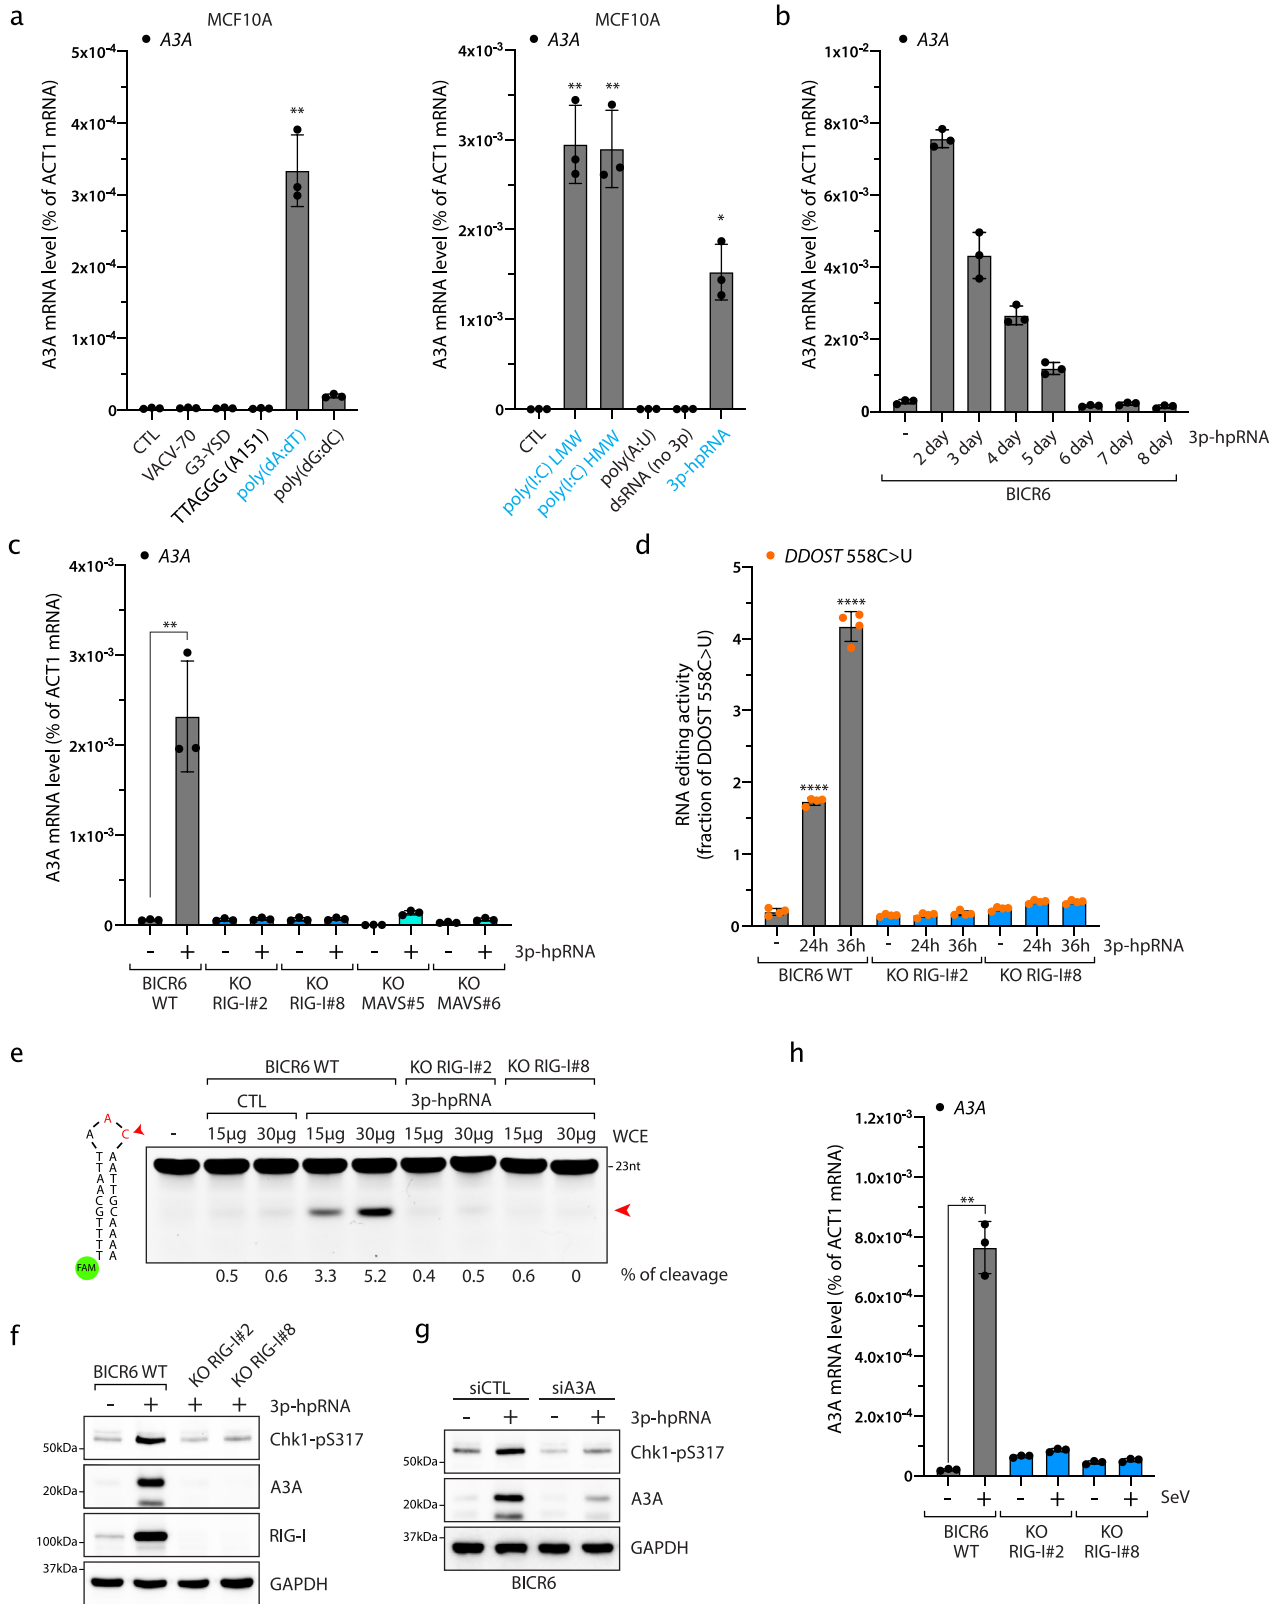 a
MCF10A
A3A
A3A mRNA level (% of ACT1 mRNA)
5x10-4
4x10-4
3x10-4
2x10-4
1x10-4
0
**
CTL
VACV-70
G3-YSD
TTAGGG (A151)
poly(dA:dT)
poly(dG:dC)
MCF10A
A3A
A3A mRNA level (% of ACT1 mRNA)
4x10-3
3x10-3
2x10-3
1x10-3
0
** ** *
CTL
poly(I:C) LMW
poly(I:C) HMW
poly(A:U)
dsRNA (no 3p)
3p-hpRNA
b
A3A
A3A mRNA level (% of ACT1 mRNA)
1x10-2
8x10-3
6x10-3
4x10-3
2x10-3
0
- 2 day 3 day 4 day 5 day 6 day 7 day 8 day 3p-hpRNA
BICR6
c
A3A
A3A mRNA level (% of ACT1 mRNA)
4x10-3
3x10-3
2x10-3
1x10-3
0
**
- + - + - + - + - + 3p-hpRNA
BICR6 WT
KO RIG-I#2
KO RIG-I#8
KO MAVS#5
KO MAVS#6
d
DDOST 558C>U
RNA editing activity
(fraction of DDOST 558C>U)
5
4
3
2
1
0
****
****
- 24h 36h - 24h 36h - 24h 36h 3p-hpRNA
BICR6 WT KO RIG-I#2 KO RIG-I#8
e
BICR6 WT KO RIG-I#2 KO RIG-I#8
CTL 3p-hpRNA
- 15µg 30µg 15µg 30µg 15µg 30µg 15µg 30µg WCE
23nt
0.5 0.6 3.3 5.2 0.4 0.5 0.6 0 % of cleavage
A
A C
A A
T A
T T
A T
A G
C C
G A
T A
T A
T A
T A
FAM
f
BICR6 WT KO RIG-I#2 KO RIG-I#8
- + + + 3p-hpRNA
50kDa Chk1-pS317
20kDa A3A
100kDa RIG-I
37kDa GAPDH
g
siCTL siA3A
- + - + 3p-hpRNA
50kDa Chk1-pS317
20kDa A3A
37kDa GAPDH
BICR6
h
A3A
A3A mRNA level (% of ACT1 mRNA)
1.2x10-3
1.0x10-3
8.0x10-4
6.0x10-4
4.0x10-4
2.0x10-4
0
**
- + - + - + SeV
BICR6 WT
KO RIG-I#2
KO RIG-I#8